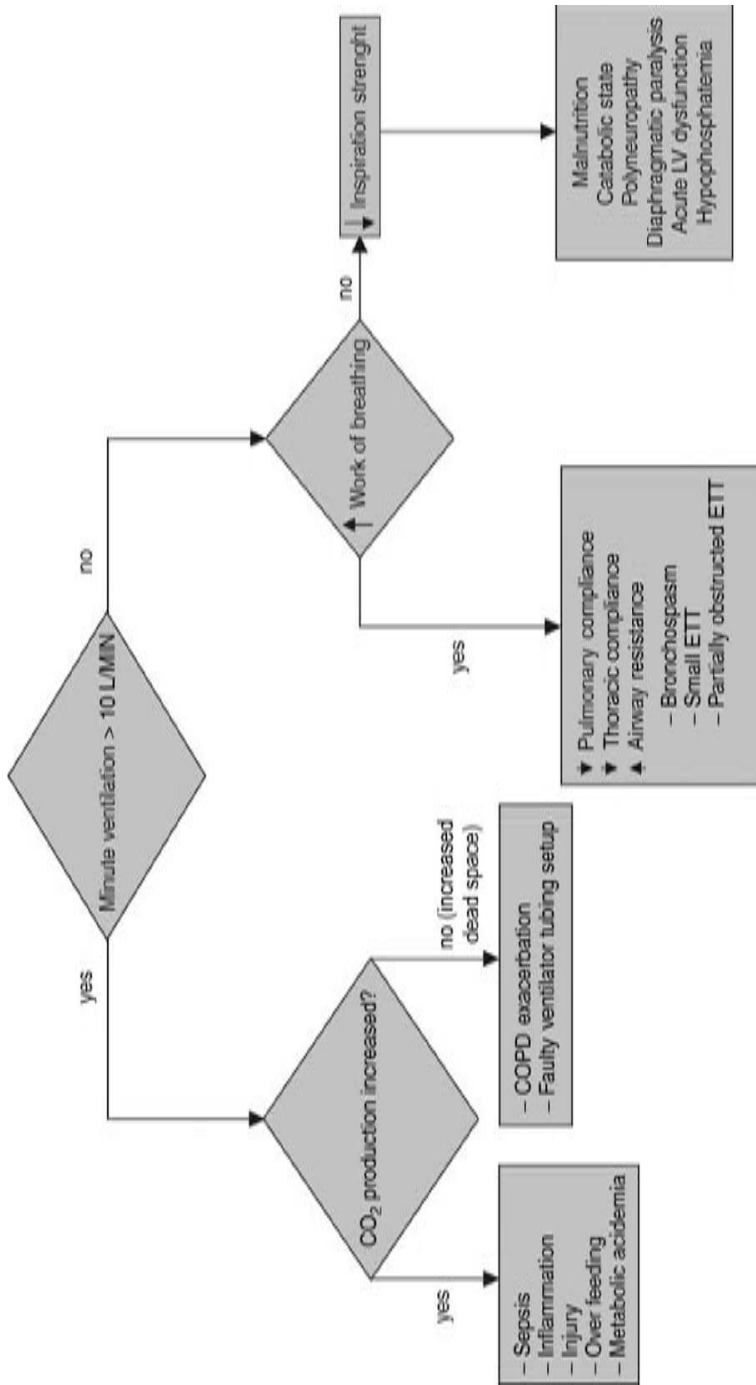 Minute ventilation > 10 L/MIN
yes
no
CO₂ production increased?
↑ Work of breathing
yes
no (increased
dead space)
yes
no
↓ Inspiration strenght
– Sepsis
– Inflammation
– Injury
– Over feeding
– Metabolic acidemia
– COPD exacerbation
– Faulty ventilator tubing setup
▼ Pulmonary compliance
▼ Thoracic compliance
▲ Airway resistance
– Bronchospasm
– Small ETT
– Partially obstructed ETT
Malnutrition
Catabolic state
Polyneuropathy
Diaphragmatic paralysis
Acute LV dysfunction
Hypophosphatemia